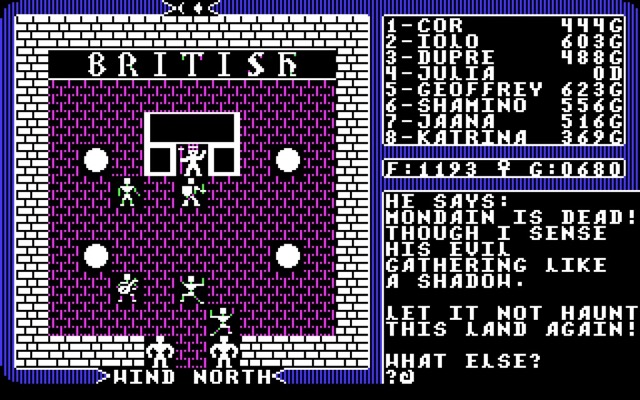 BRITISH
1-COR 444G
2-IOLO 603G
3-DUPRE 488G
4-JULIA 0D
5-GEOFFREY 623G
6-SHAMINO 556G
7-JAANA 516G
8-KATRINA 369G
F:1193 ♀ G:0680
HE SAYS:
MONDAIN IS DEAD!
THOUGH I SENSE
HIS EVIL
GATHERING LIKE
A SHADOW.
LET IT NOT HAUNT
THIS LAND AGAIN!
WHAT ELSE?
?
WIND NORTH